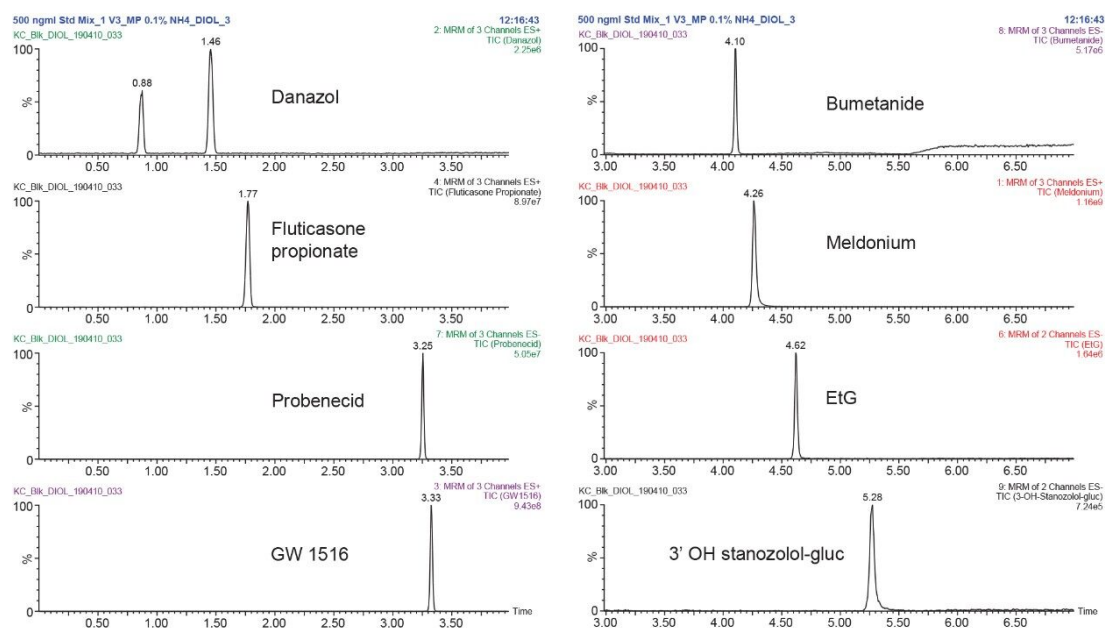 500 ngml Std Mix_1 V3_MP 0.1% NH4_DIOL_3 12:16:43
KC_Blk_DIOL_190410_033 2: MRM of 3 Channels ES+
TIC (Danazol)
2.25e6
100
%
0
0.88
1.46
Danazol
0.50 1.00 1.50 2.00 2.50 3.00 3.50
KC_Blk_DIOL_190410_033 4: MRM of 3 Channels ES+
TIC (Fluticasone Propionate)
8.97e7
100
%
0
1.77
Fluticasone
propionate
0.50 1.00 1.50 2.00 2.50 3.00 3.50
KC_Blk_DIOL_190410_033 7: MRM of 3 Channels ES-
TIC (Probonocid)
5.05e7
100
%
0
3.25
Probenecid
0.50 1.00 1.50 2.00 2.50 3.00 3.50
KC_Blk_DIOL_190410_033 3: MRM of 3 Channels ES+
TIC (GW1516)
9.43e8
100
%
0
3.33
GW 1516
Time
0.50 1.00 1.50 2.00 2.50 3.00 3.50
500 ngml Std Mix_1 V3_MP 0.1% NH4_DIOL_3 12:16:43
KC_Blk_DIOL_190410_033 8: MRM of 3 Channels ES-
TIC (Bumetanide)
5.17e6
100
%
0
4.10
Bumetanide
3.00 3.50 4.00 4.50 5.00 5.50 6.00 6.50
KC_Blk_DIOL_190410_033 1: MRM of 3 Channels ES+
TIC (Meldonium)
1.16e9
100
%
0
4.26
Meldonium
3.00 3.50 4.00 4.50 5.00 5.50 6.00 6.50
KC_Blk_DIOL_190410_033 6: MRM of 2 Channels ES-
TIC (EtG)
1.64e6
100
%
0
4.62
EtG
3.00 3.50 4.00 4.50 5.00 5.50 6.00 6.50
KC_Blk_DIOL_190410_033 9: MRM of 2 Channels ES-
TIC (3-OH-Stanozolol-gluc)
7.24e5
100
%
0
5.28
3’ OH stanozolol-gluc
Time
3.00 3.50 4.00 4.50 5.00 5.50 6.00 6.50